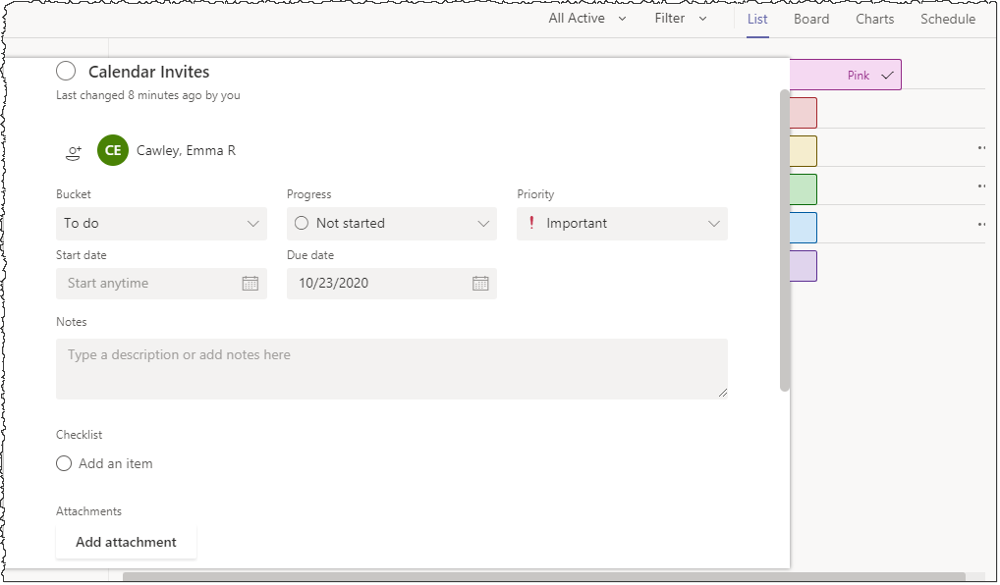 All Active Filter List Board Charts Schedule
Calendar Invites Pink
Last changed 8 minutes ago by you
CE Cawley, Emma R
Bucket Progress Priority
To do Not started Important
Start date Due date
Start anytime 10/23/2020
Notes
Type a description or add notes here
Checklist
Add an item
Attachments
Add attachment